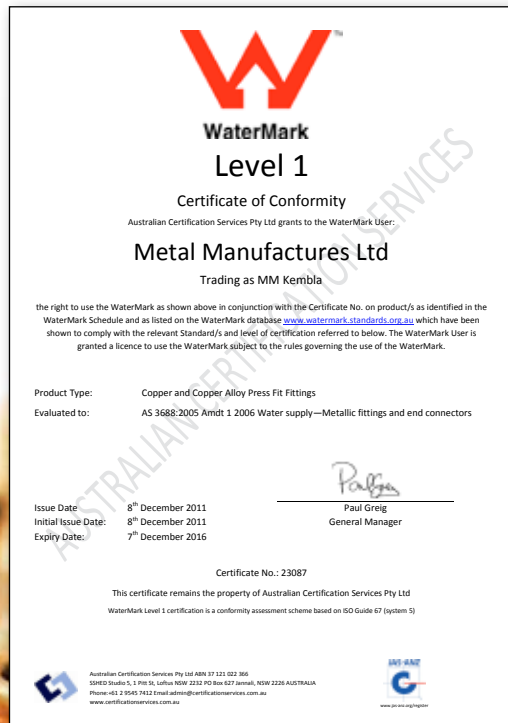 TM
WaterMark
Level 1
Certificate of Conformity
Australian Certification Services Pty Ltd grants to the WaterMark User:
Metal Manufactures Ltd
Trading as MM Kembla
the right to use the WaterMark as shown above in conjunction with the Certificate No. on product/s as identified in the
WaterMark Schedule and as listed on the WaterMark database www.watermark.standards.org.au which have been
shown to comply with the relevant Standard/s and level of certification referred to below. The WaterMark User is
granted a licence to use the WaterMark subject to the rules governing the use of the WaterMark.
AUSTRALIAN CERTIFICATION SERVICES
Product Type: Copper and Copper Alloy Press Fit Fittings
Evaluated to: AS 3688:2005 Amdt 1 2006 Water supply—Metallic fittings and end connectors
Issue Date 8th December 2011 Paul Greig
Initial Issue Date: 8th December 2011 General Manager
Expiry Date: 7th December 2016
Certificate No.: 23087
This certificate remains the property of Australian Certification Services Pty Ltd
WaterMark Level 1 certification is a conformity assessment scheme based on ISO Guide 67 (system 5)
Australian Certification Services Pty Ltd ABN 37 121 022 366
SSHED Studio 5, 1 Pitt St, Loftus NSW 2232 PO Box 627 Jannali, NSW 2226 AUSTRALIA
Phone:+61 2 9545 7412 Email:admin@certificationservices.com.au
www.certificationservices.com.au
JAS-ANZ
www.jas-anz.org/register